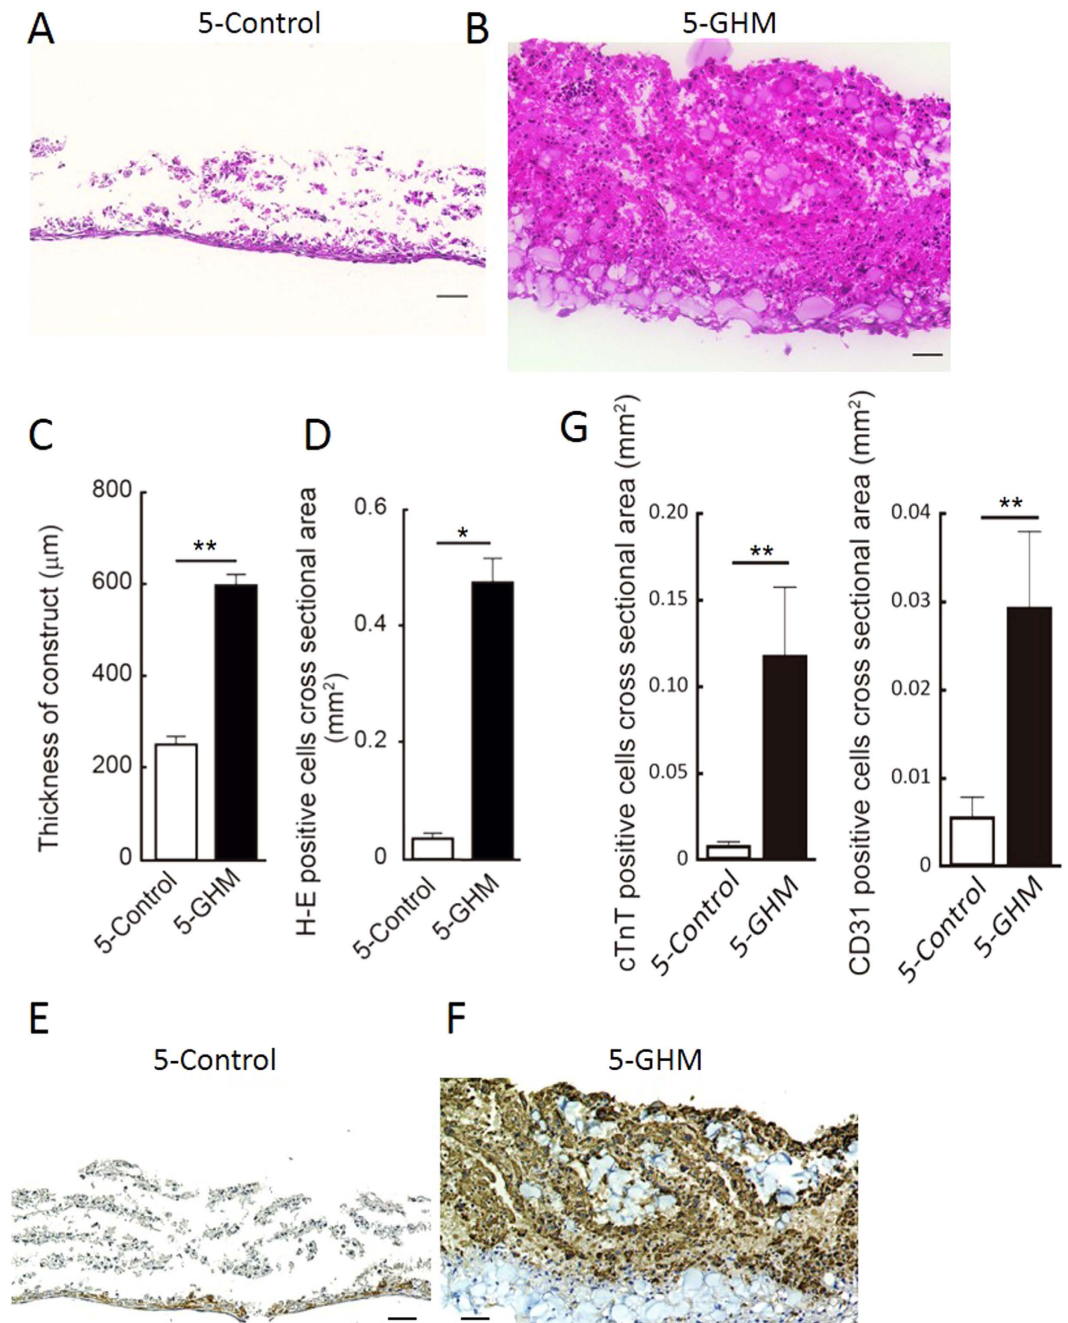 A
5-Control
B
5-GHM
C
Thickness of construct (μm)
800
600
400
200
0
**
5-Control
5-GHM
D
H-E positive cells cross sectional area
(mm²)
0.6
0.4
0.2
0
*
5-Control
5-GHM
G
cTnT positive cells cross sectional area (mm²)
0.20
0.15
0.10
0.05
0
**
5-Control
5-GHM
CD31 positive cells cross sectional area (mm²)
0.04
0.03
0.02
0.01
0
**
5-Control
5-GHM
E
5-Control
F
5-GHM